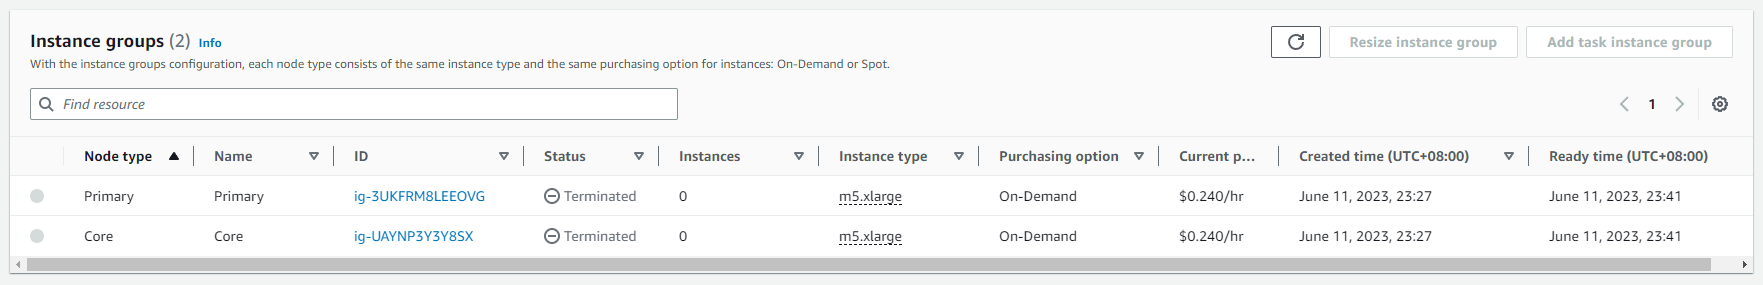 Instance groups (2) Info
Resize instance group
Add task instance group
With the instance groups configuration, each node type consists of the same instance type and the same purchasing option for instances: On-Demand or Spot.
Find resource
1
Node type Name ID Status Instances Instance type Purchasing option Current p... Created time (UTC+08:00) Ready time (UTC+08:00)
Primary Primary ig-3UKFRM8LEEOVG Terminated 0 m5.xlarge On-Demand $0.240/hr June 11, 2023, 23:27 June 11, 2023, 23:41
Core Core ig-UAYNP3Y3Y8SX Terminated 0 m5.xlarge On-Demand $0.240/hr June 11, 2023, 23:27 June 11, 2023, 23:41